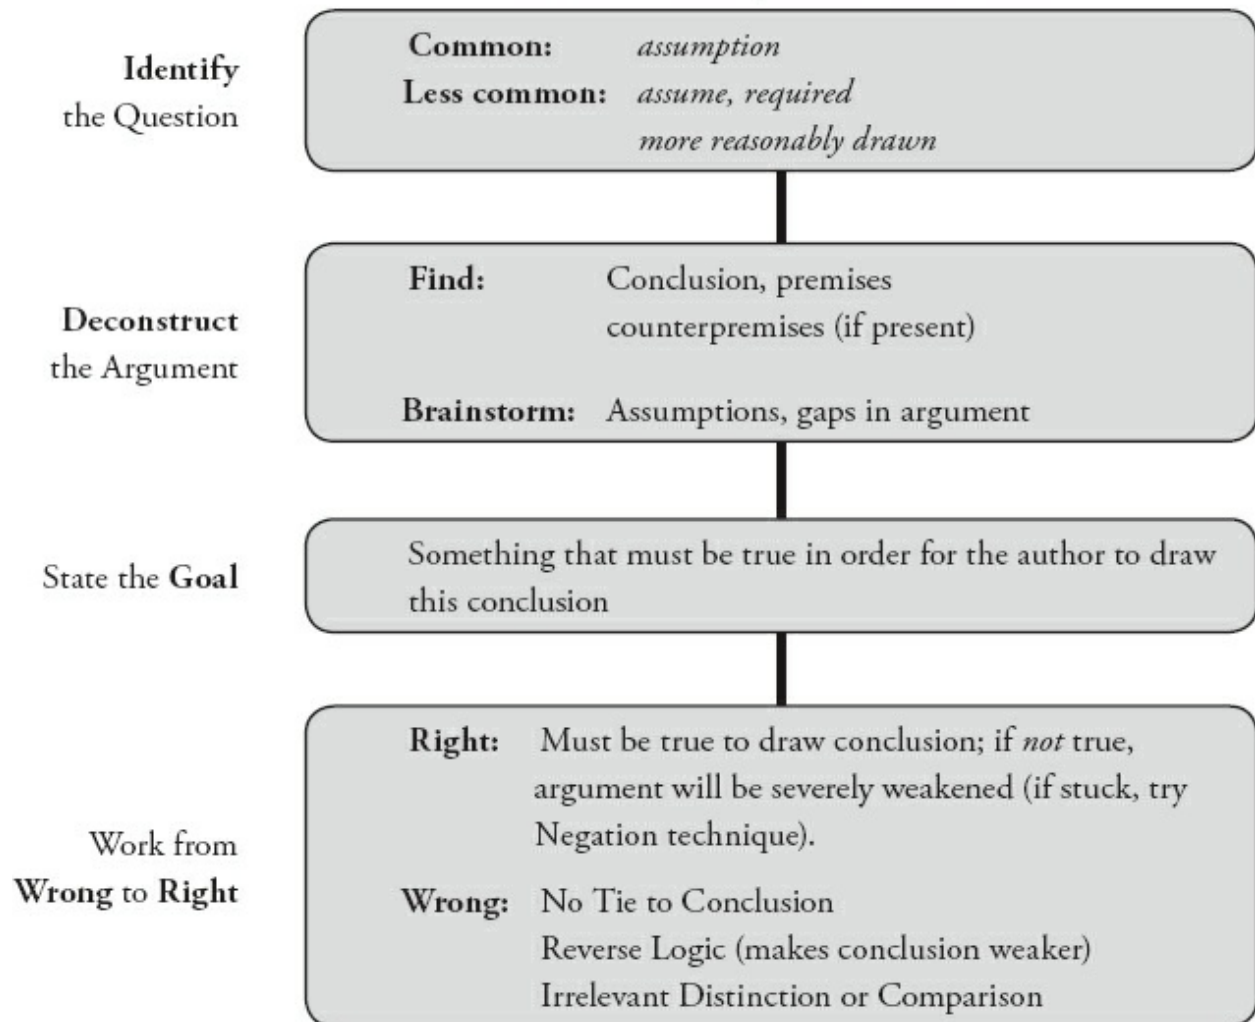 Identify
the Question
Common: assumption
Less common: assume, required
more reasonably drawn
Deconstruct
the Argument
Find: Conclusion, premises
counterpremises (if present)
Brainstorm: Assumptions, gaps in argument
State the Goal
Something that must be true in order for the author to draw
this conclusion
Work from
Wrong to Right
Right: Must be true to draw conclusion; if not true,
argument will be severely weakened (if stuck, try
Negation technique).
Wrong: No Tie to Conclusion
Reverse Logic (makes conclusion weaker)
Irrelevant Distinction or Comparison